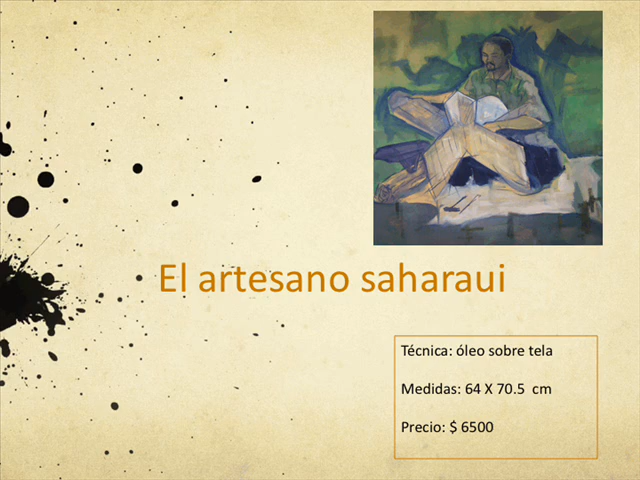 El artesano saharaui
Técnica: óleo sobre tela
Medidas: 64 X 70.5 cm
Precio: $ 6500